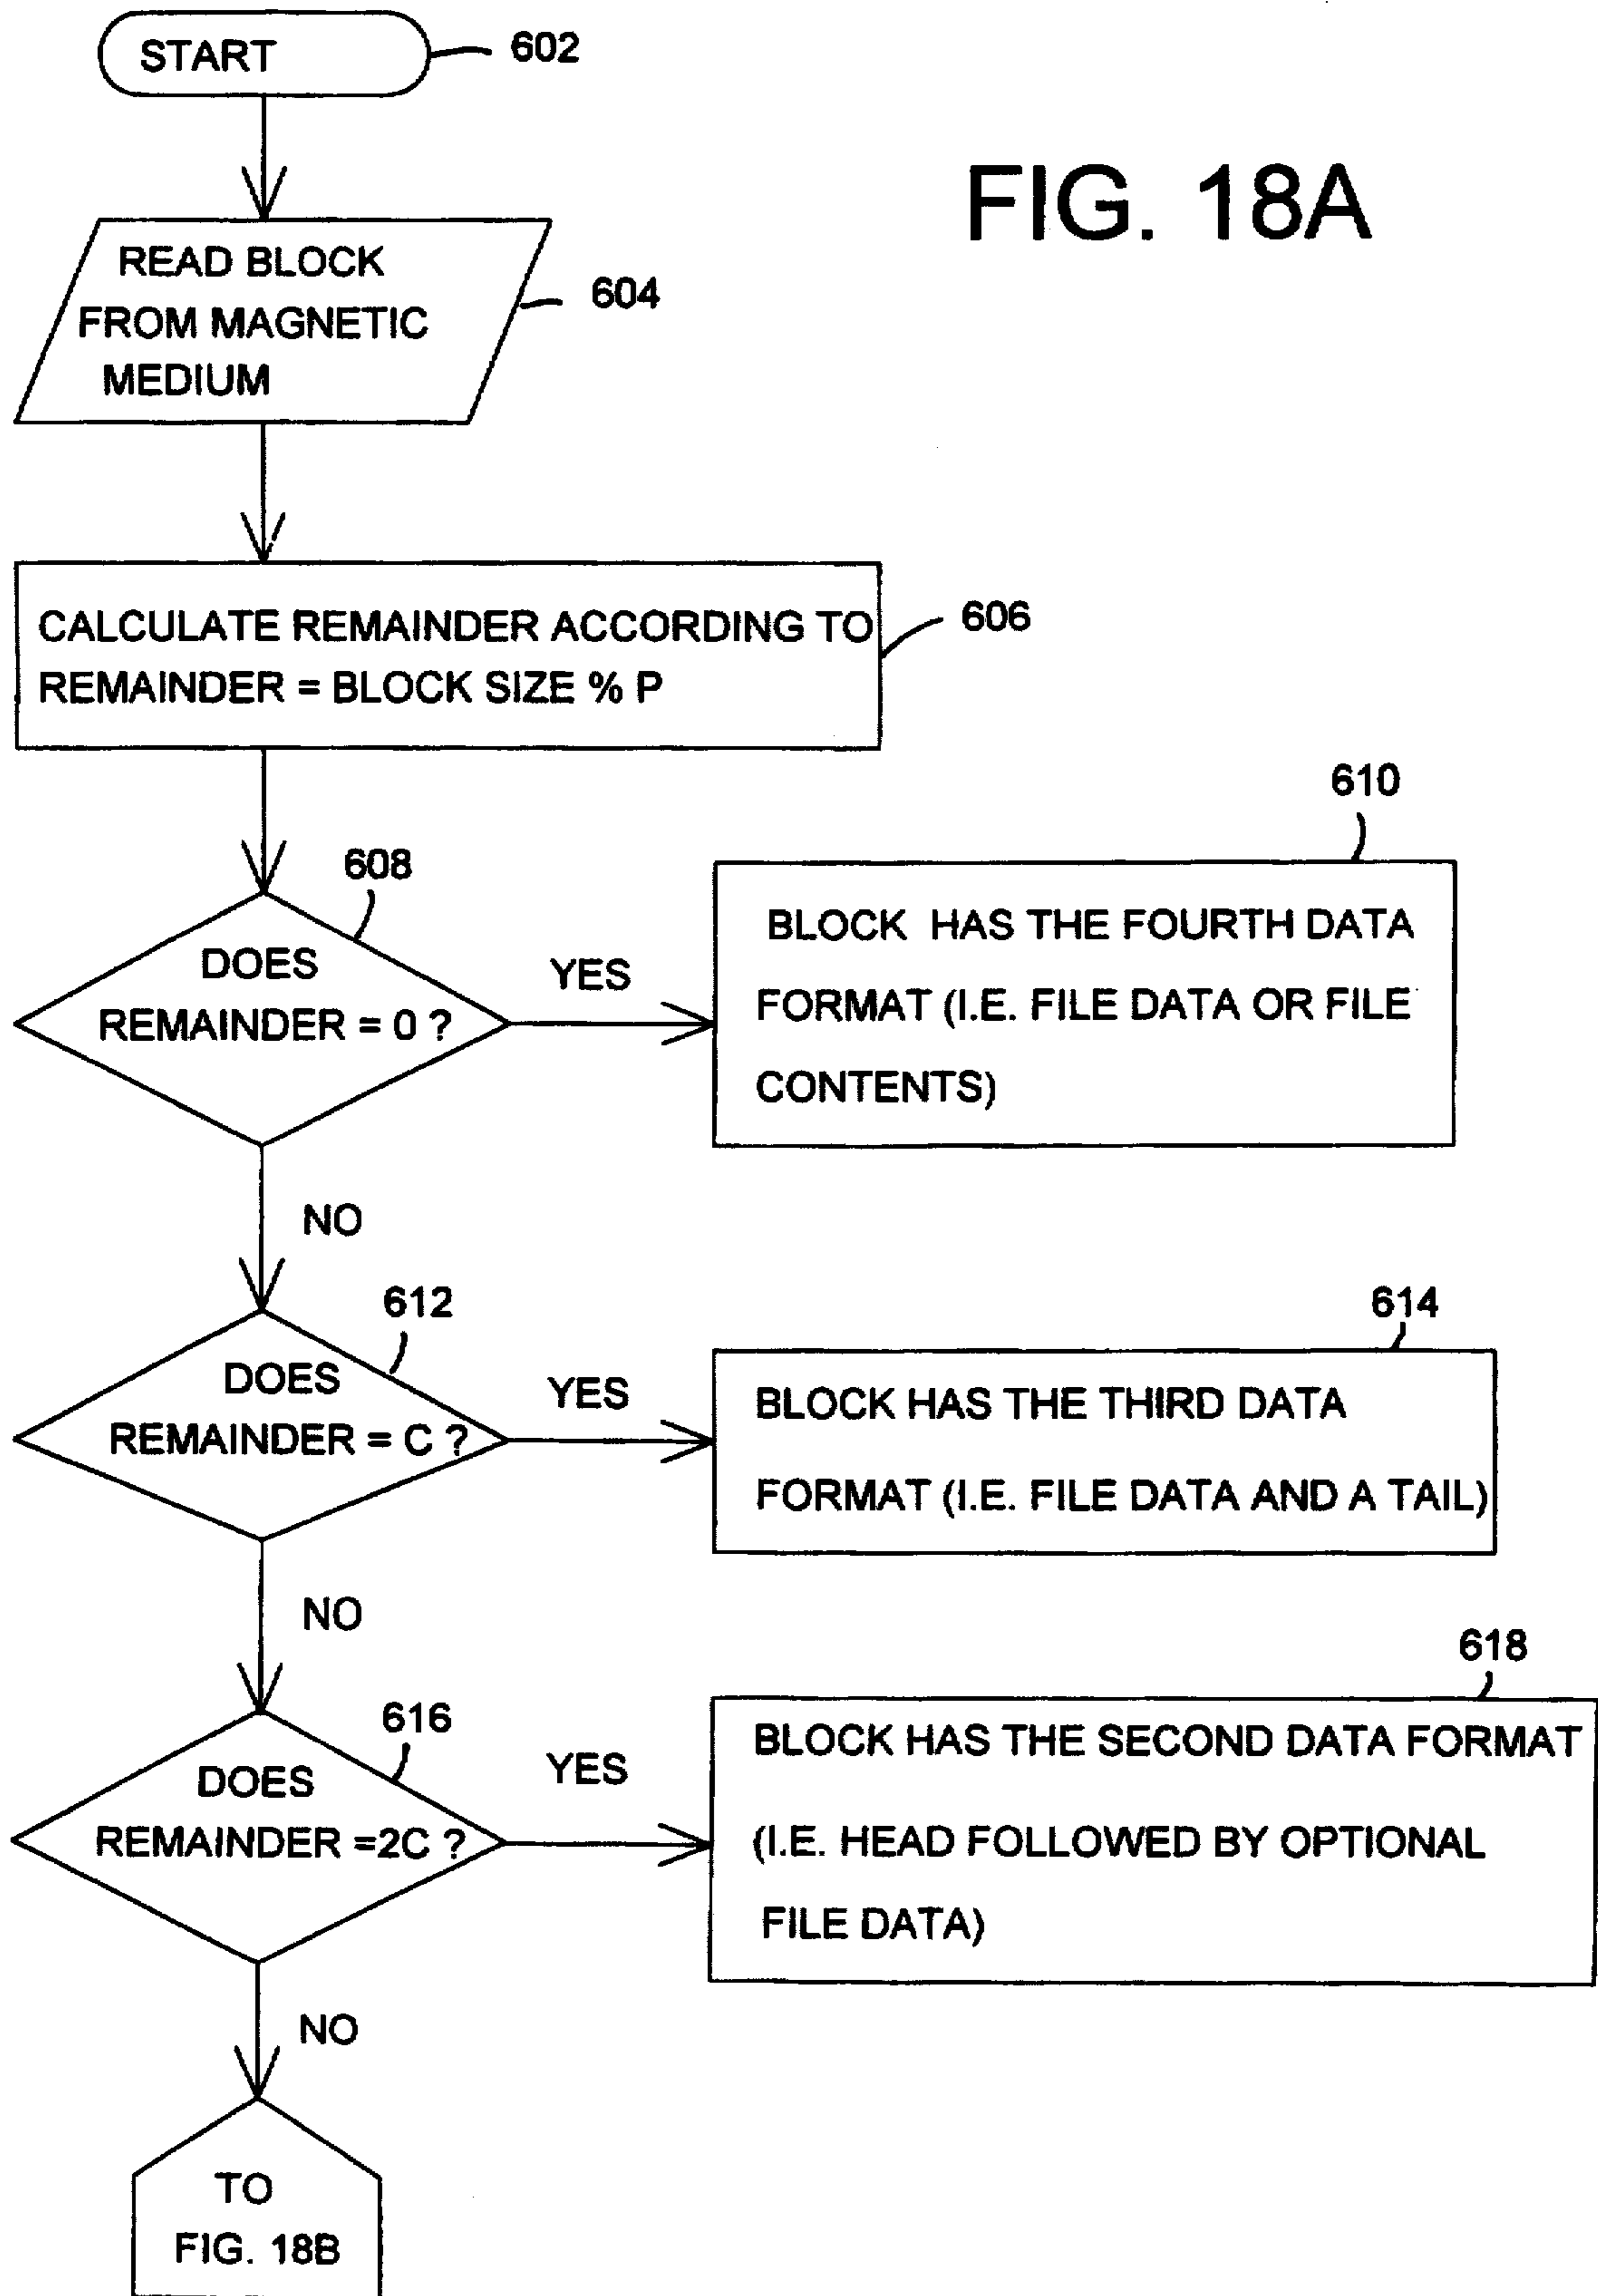 START
602
FIG. 18A
READ BLOCK
FROM MAGNETIC
MEDIUM
604
CALCULATE REMAINDER ACCORDING TO
REMAINDER = BLOCK SIZE % P
606
608
DOES
REMAINDER = 0 ?
YES
610
BLOCK HAS THE FOURTH DATA
FORMAT (I.E. FILE DATA OR FILE
CONTENTS)
NO
612
DOES
REMAINDER = C ?
YES
614
BLOCK HAS THE THIRD DATA
FORMAT (I.E. FILE DATA AND A TAIL)
NO
616
DOES
REMAINDER =2C ?
YES
618
BLOCK HAS THE SECOND DATA FORMAT
(I.E. HEAD FOLLOWED BY OPTIONAL
FILE DATA)
NO
TO
FIG. 18B